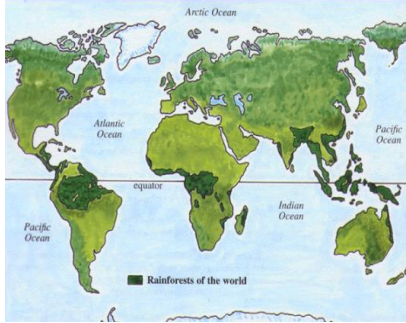 Arctic Ocean
Atlantic
Ocean
Pacific
Ocean
equator
Indian
Ocean
Pacific
Ocean
Rainforests of the world